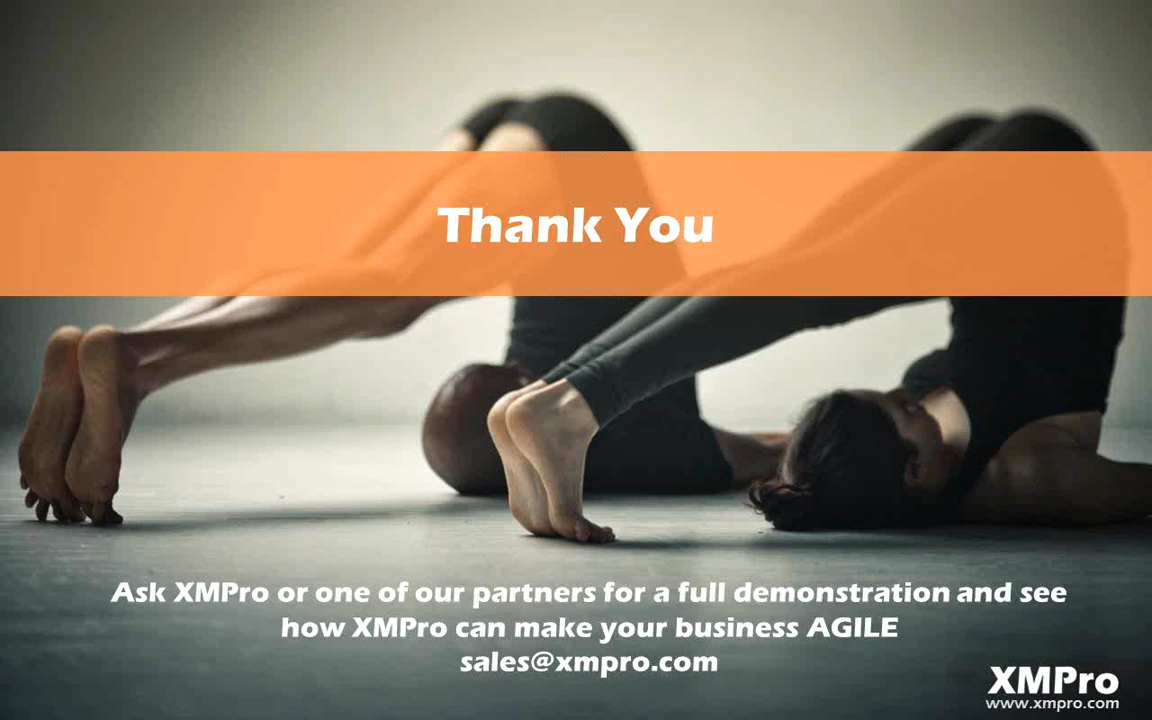 Thank You
Ask XMPro or one of our partners for a full demonstration and see
how XMPro can make your business AGILE
sales@xmpro.com
XMPro
www.xmpro.com